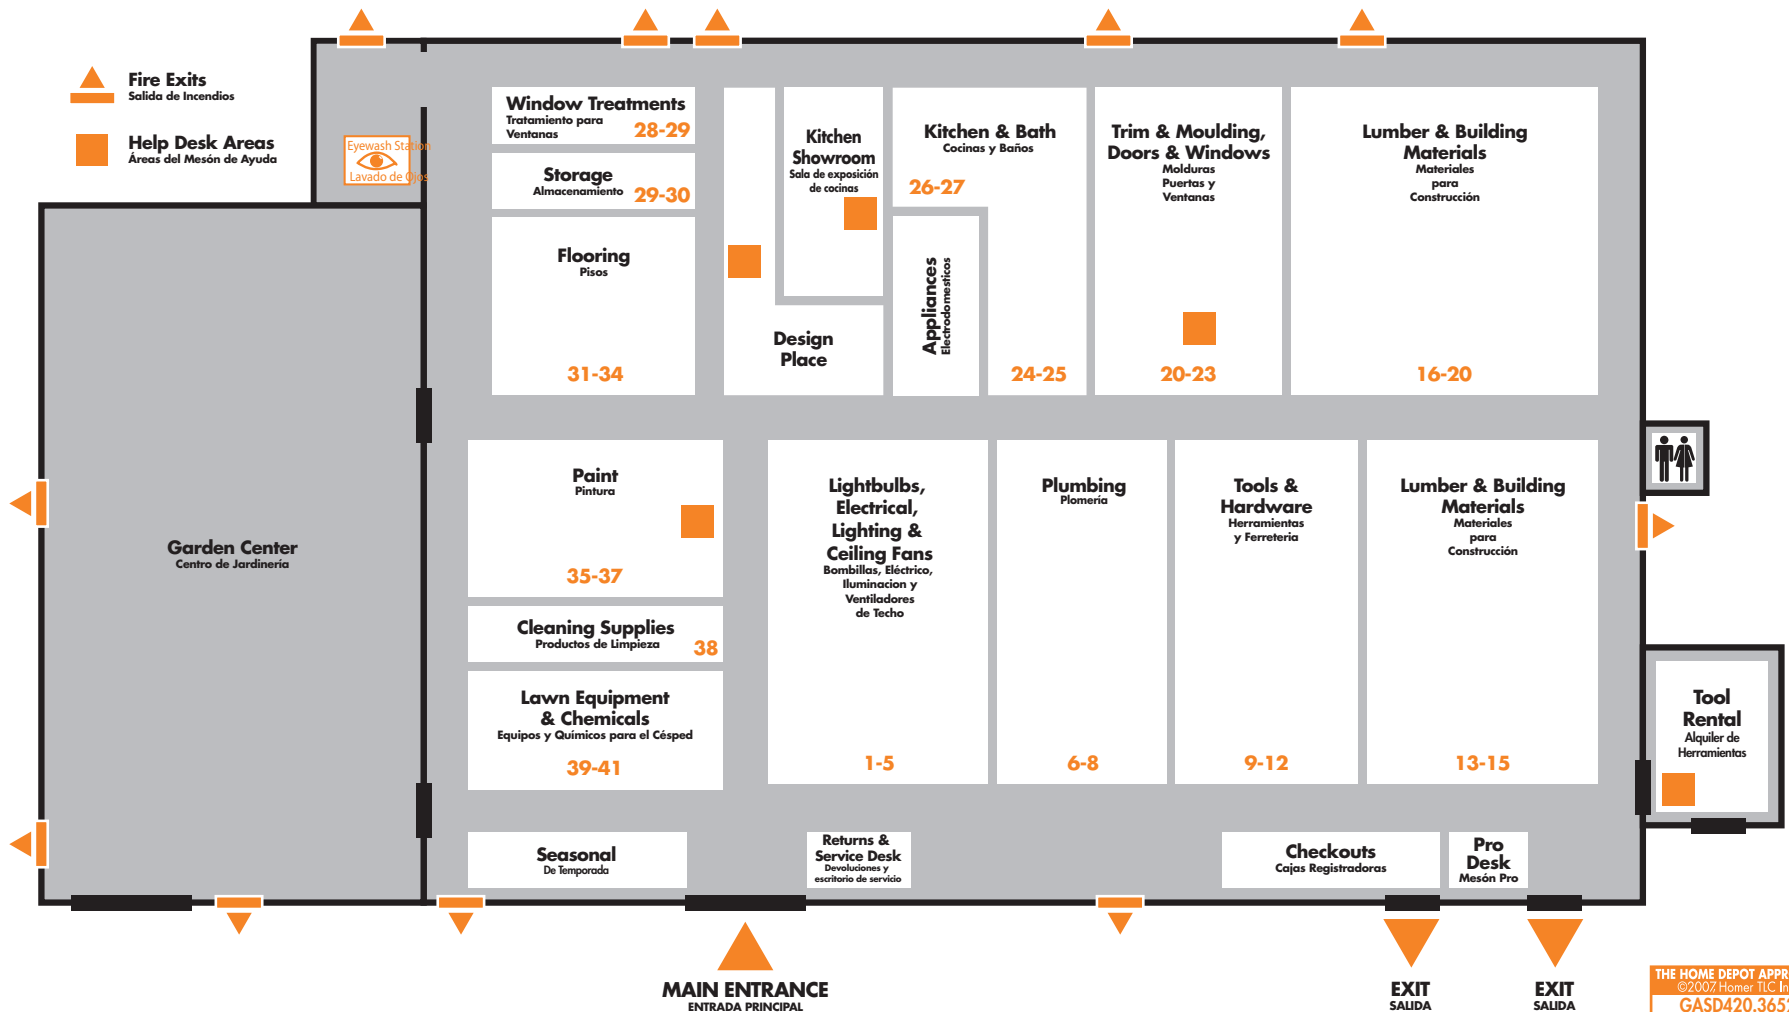 Fire Exits
Salida de Incendios
Help Desk Areas
Áreas del Mesón de Ayuda
Eyewash Station
Lavado de Ojos
Window Treatments
Tratamiento para
Ventanas
28-29
Storage
Almacenamiento
29-30
Flooring
Pisos
31-34
Kitchen
Showroom
Sala de exposición
de cocinas
Design
Place
Kitchen & Bath
Cocinas y Baños
26-27
Appliances
Electrodomesticos
24-25
Trim & Moulding,
Doors & Windows
Molduras
Puertas y
Ventanas
20-23
Lumber & Building
Materials
Materiales
para
Construcción
16-20
Garden Center
Centro de Jardinería
Paint
Pintura
35-37
Cleaning Supplies
Productos de Limpieza
38
Lawn Equipment
& Chemicals
Equipos y Químicos para el Césped
39-41
Lightbulbs,
Electrical,
Lighting &
Ceiling Fans
Bombillas, Eléctrico,
Iluminacion y
Ventiladores
de Techo
1-5
Plumbing
Plomería
6-8
Tools &
Hardware
Herramientas
y Ferreteria
9-12
Lumber & Building
Materials
Materiales
para
Construcción
13-15
Tool
Rental
Alquiler de
Herramientas
Seasonal
De Temporada
Returns &
Service Desk
Devoluciones y
escritorio de servicio
Checkouts
Cajas Registradoras
Pro
Desk
Mesón Pro
MAIN ENTRANCE
ENTRADA PRINCIPAL
EXIT
SALIDA
EXIT
SALIDA
THE HOME DEPOT
©2007, Homer TLC